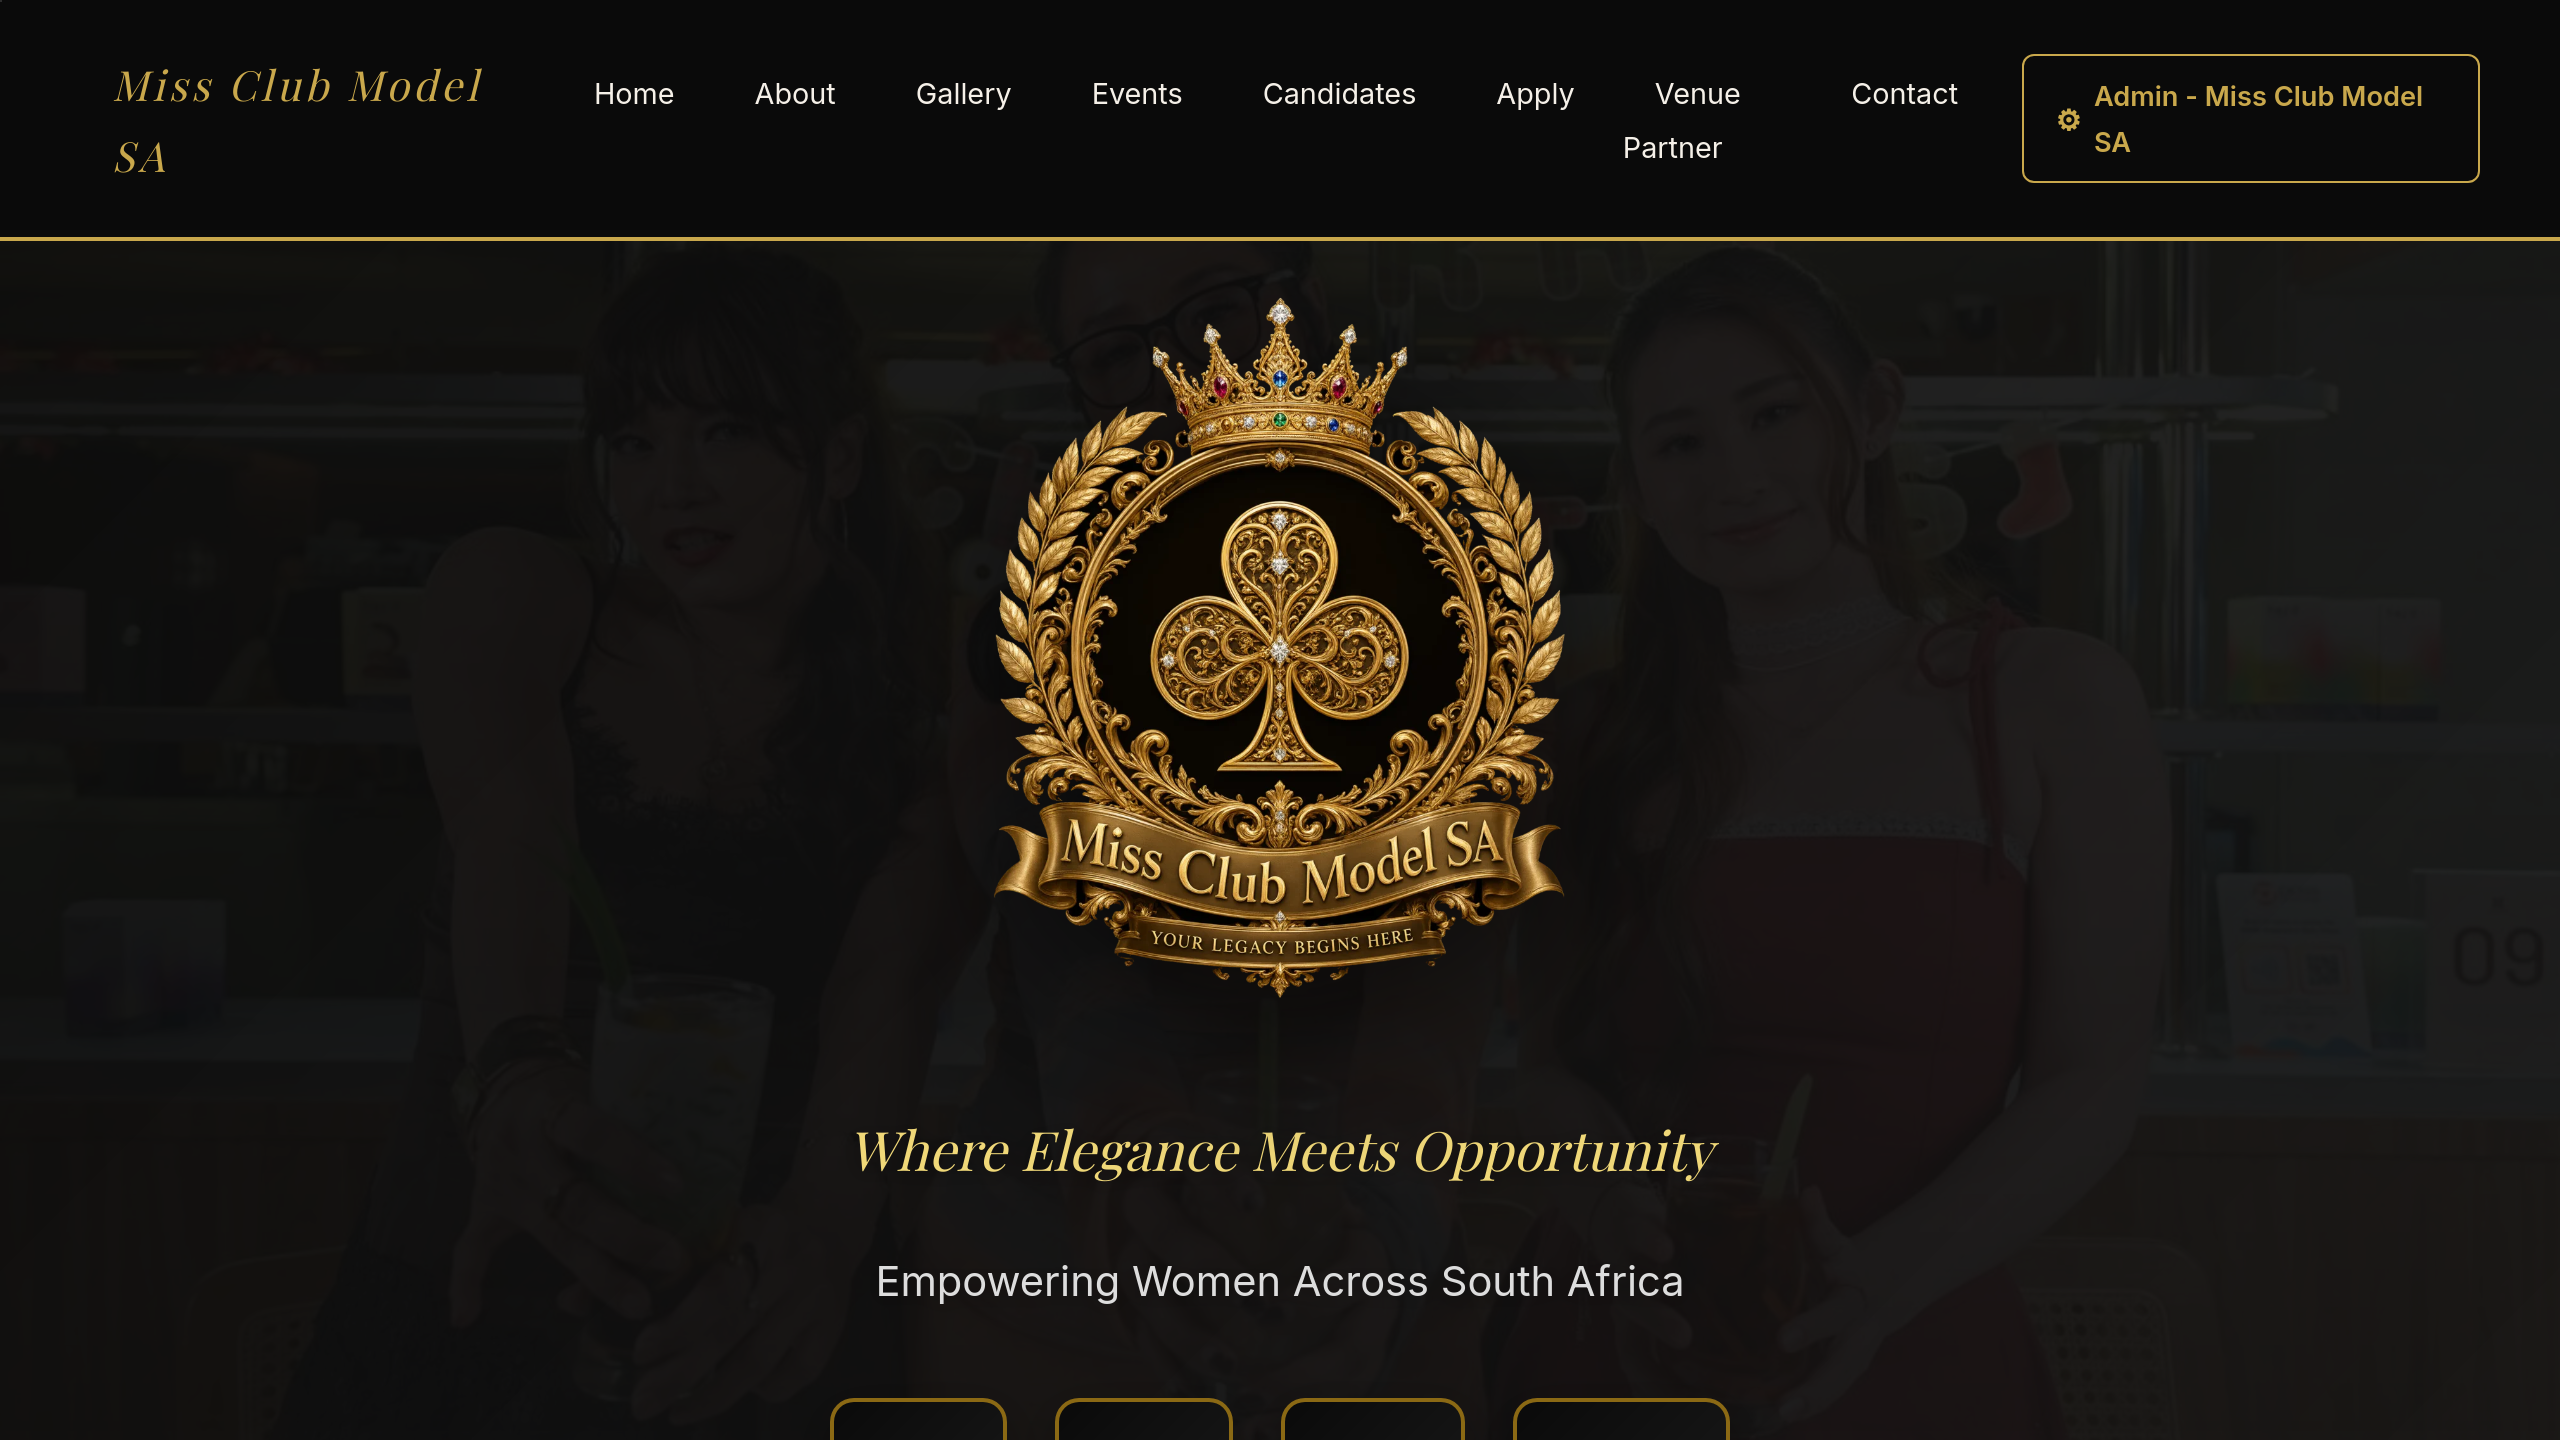 Miss Club Model
SA
Home
About
Gallery
Events
Candidates
Apply
Venue
Partner
Contact
Admin - Miss Club Model
SA
Miss Club Model SA
YOUR LEGACY BEGINS HERE
09
Where Elegance Meets Opportunity
Empowering Women Across South Africa